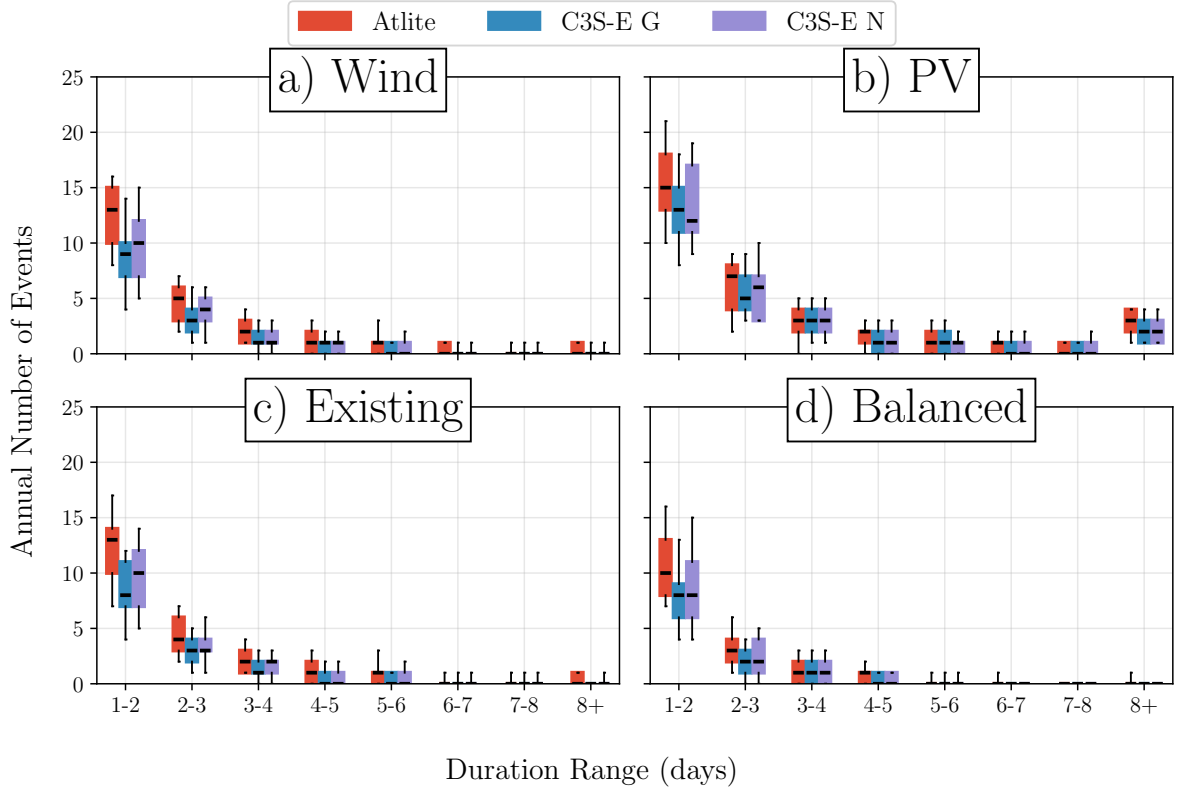 Atlite C3S-E G C3S-E N
a) Wind b) PV
25
20
15
10
5
0
c) Existing d) Balanced
25
20
15
10
5
0
1-2 2-3 3-4 4-5 5-6 6-7 7-8 8+ 1-2 2-3 3-4 4-5 5-6 6-7 7-8 8+
Annual Number of Events
Duration Range (days)